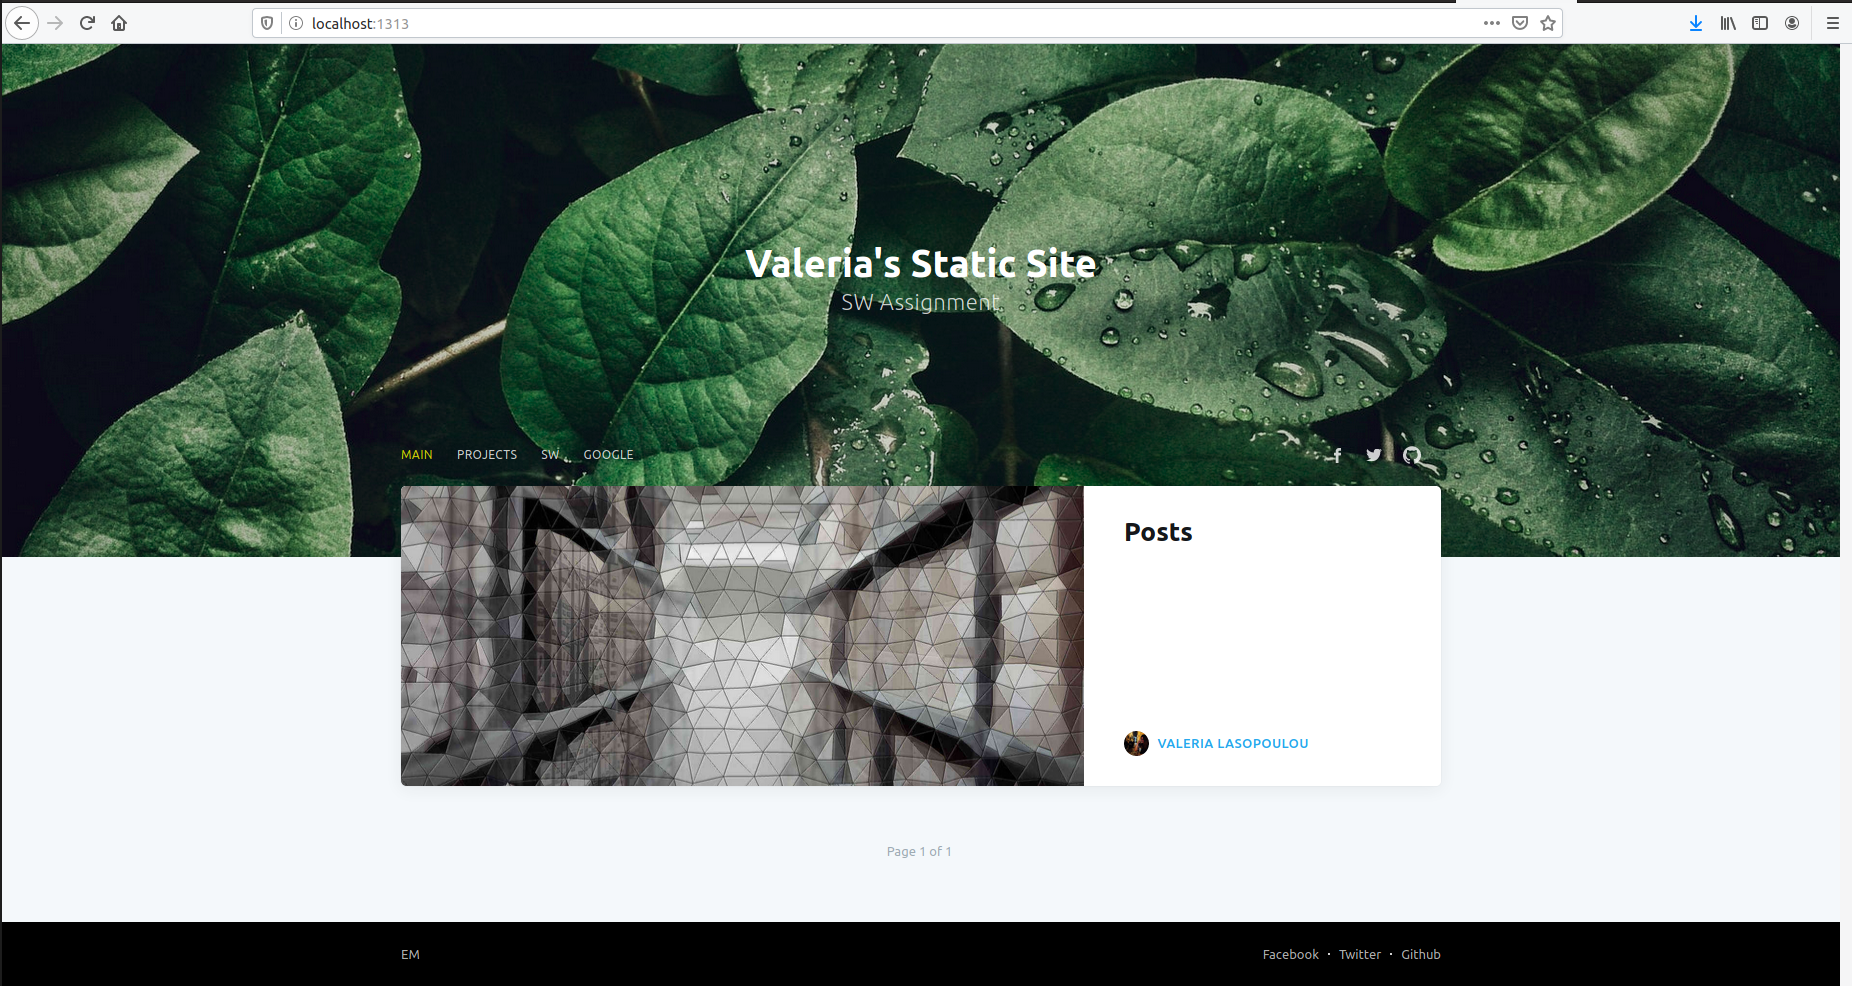 localhost:1313
Valeria's Static Site
SW Assignment
MAIN PROJECTS SW GOOGLE
Posts
VALERIA LASOPOULOU
Page 1 of 1
EM Facebook · Twitter · Github